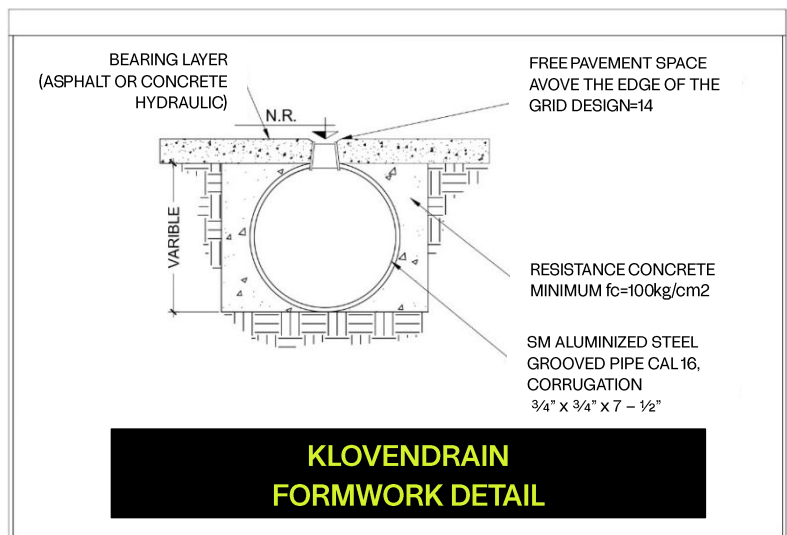 BEARING LAYER
(ASPHALT OR CONCRETE
HYDRAULIC)
FREE PAVEMENT SPACE
AVOVE THE EDGE OF THE
GRID DESIGN=14
N.R.
VARIBLE
RESISTANCE CONCRETE
MINIMUM fc=100kg/cm2
SM ALUMINIZED STEEL
GROOVED PIPE CAL 16,
CORRUGATION
¾” x ¾” x 7 – ½”
KLOVENDRAIN
FORMWORK DETAIL